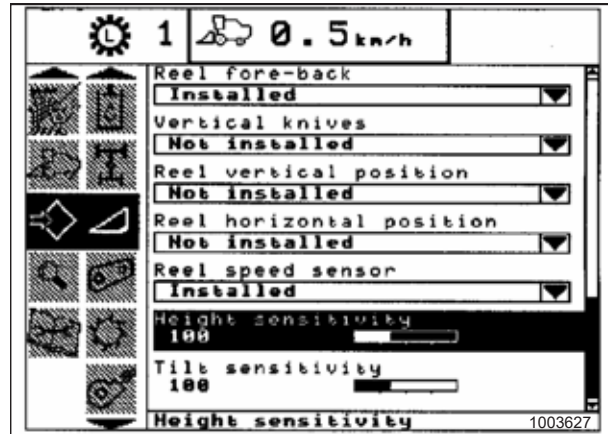 L 1 0.5km/h
Reel fore-back
Installed
Vertical knives
Not installed
Reel vertical position
Not installed
Reel horizontal position
Not installed
Reel speed sensor
Installed
Height sensitivity
100
Tilt sensitivity
100
Height sensitivity
1003627